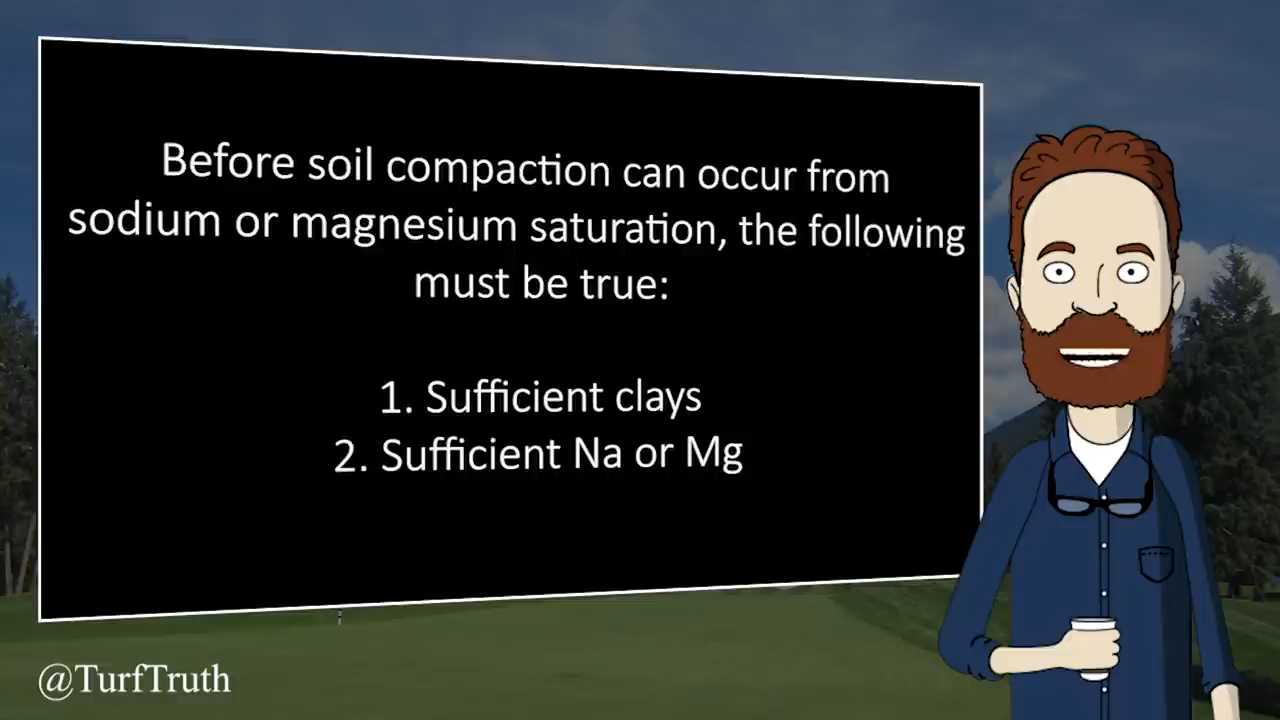 Before soil compaction can occur from
sodium or magnesium saturation, the following
must be true:
1. Sufficient clays
2. Sufficient Na or Mg
@TurfTruth